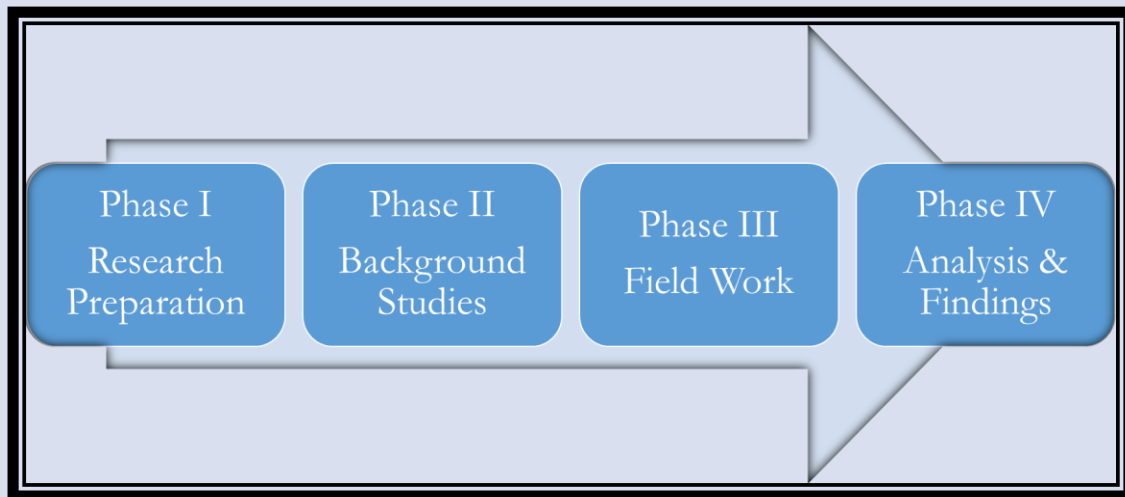 Phase I
Research
Preparation
Phase II
Background
Studies
Phase III
Field Work
Phase IV
Analysis &
Findings